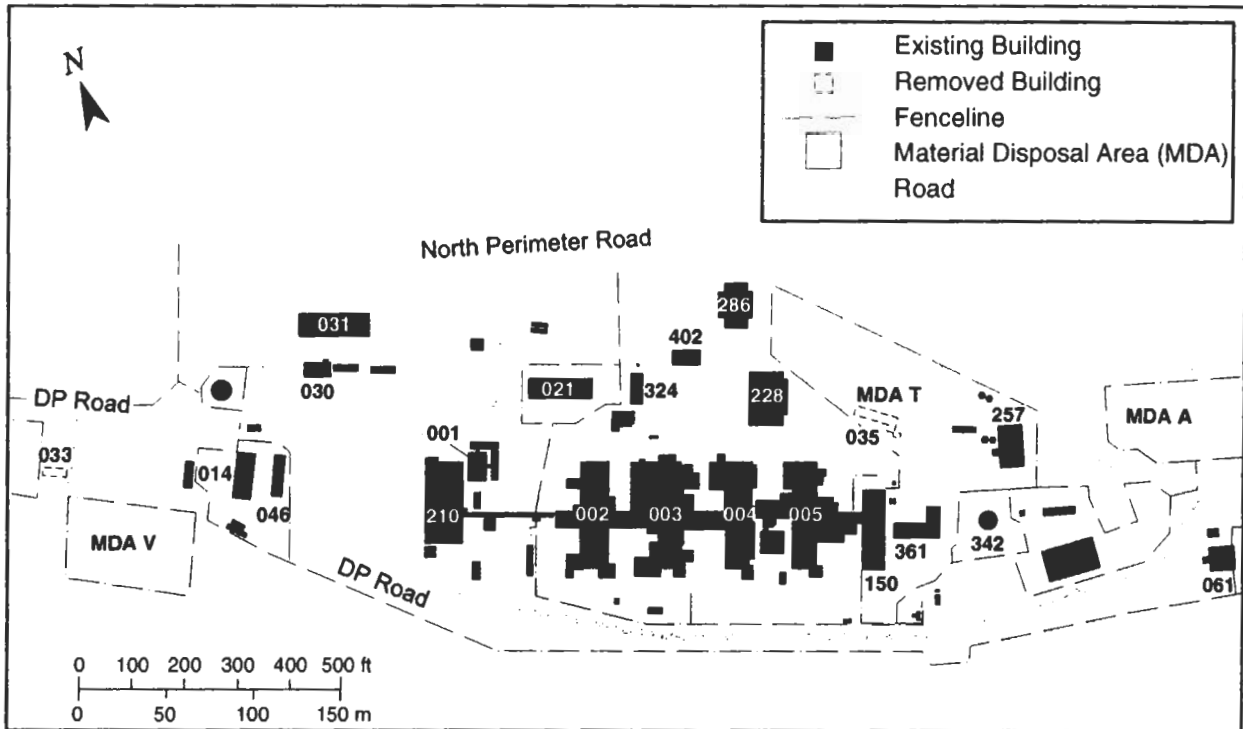 N
Existing Building
Removed Building
Fenceline
Material Disposal Area (MDA)
Road
North Perimeter Road
286
031
402
030
021
324
228
MDA T
DP Road
035
257
MDA A
001
033
014
046
210
002
003
004
005
MDA V
361
342
150
061
DP Road
0 100 200 300 400 500 ft
0 50 100 150 m